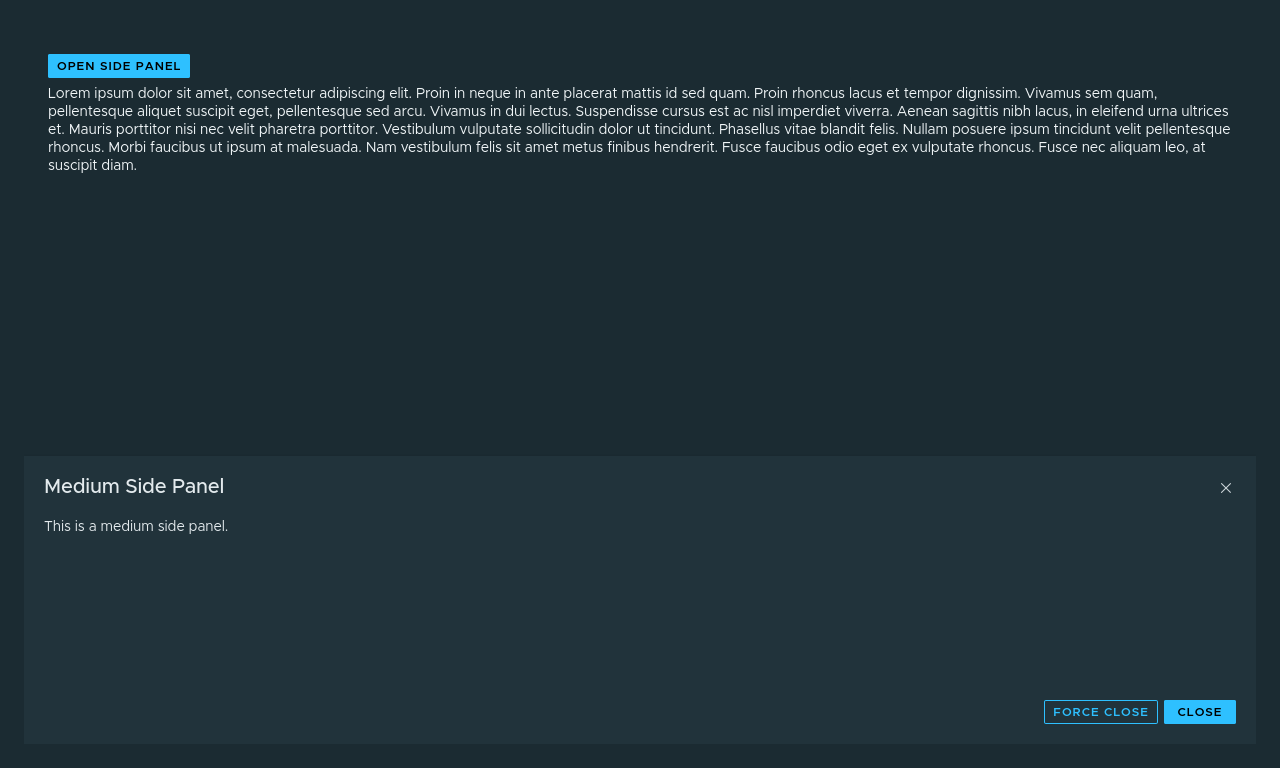 OPEN SIDE PANEL
Lorem ipsum dolor sit amet, consectetur adipiscing elit. Proin in neque in ante placerat mattis id sed quam. Proin rhoncus lacus et tempor dignissim. Vivamus sem quam,
pellentesque aliquet suscipit eget, pellentesque sed arcu. Vivamus in dui lectus. Suspendisse cursus est ac nisl imperdiet viverra. Aenean sagittis nibh lacus, in eleifend urna ultrices
et. Mauris porttitor nisi nec velit pharetra porttitor. Vestibulum vulputate sollicitudin dolor ut tincidunt. Phasellus vitae blandit felis. Nullam posuere ipsum tincidunt velit pellentesque
rhoncus. Morbi faucibus ut ipsum at malesuada. Nam vestibulum felis sit amet metus finibus hendrerit. Fusce faucibus odio eget ex vulputate rhoncus. Fusce nec aliquam leo, at
suscipit diam.
Medium Side Panel
This is a medium side panel.
FORCE CLOSE
CLOSE